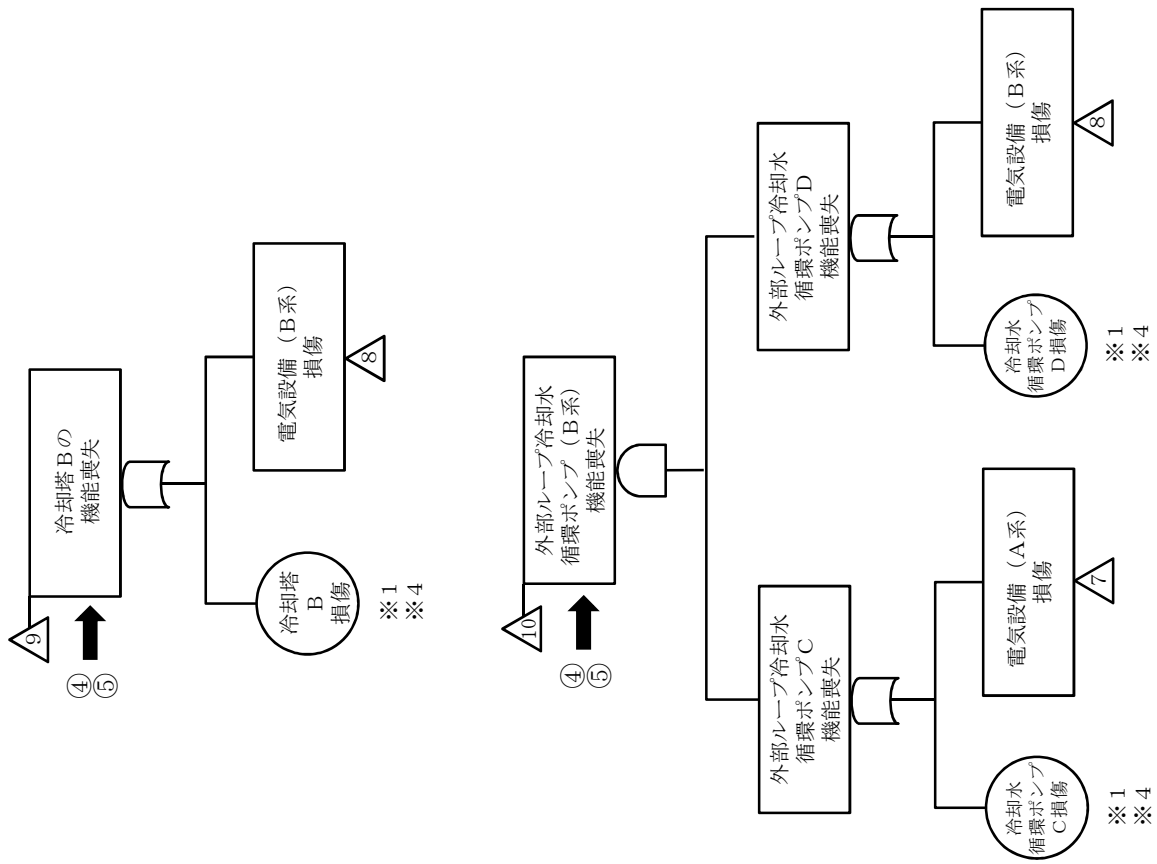 9
冷却塔Bの
機能喪失
④
⑤
冷却塔
B
損傷
※1
※4
電気設備（B系）
損傷
8
10
外部ループ冷却水
循環ポンプ（B系）
機能喪失
④
⑤
外部ループ冷却水
循環ポンプC
機能喪失
冷却水
循環ポンプ
C損傷
※1
※4
電気設備（A系）
損傷
7
外部ループ冷却水
循環ポンプD
機能喪失
冷却水
循環ポンプ
D損傷
※1
※4
電気設備（B系）
損傷
8